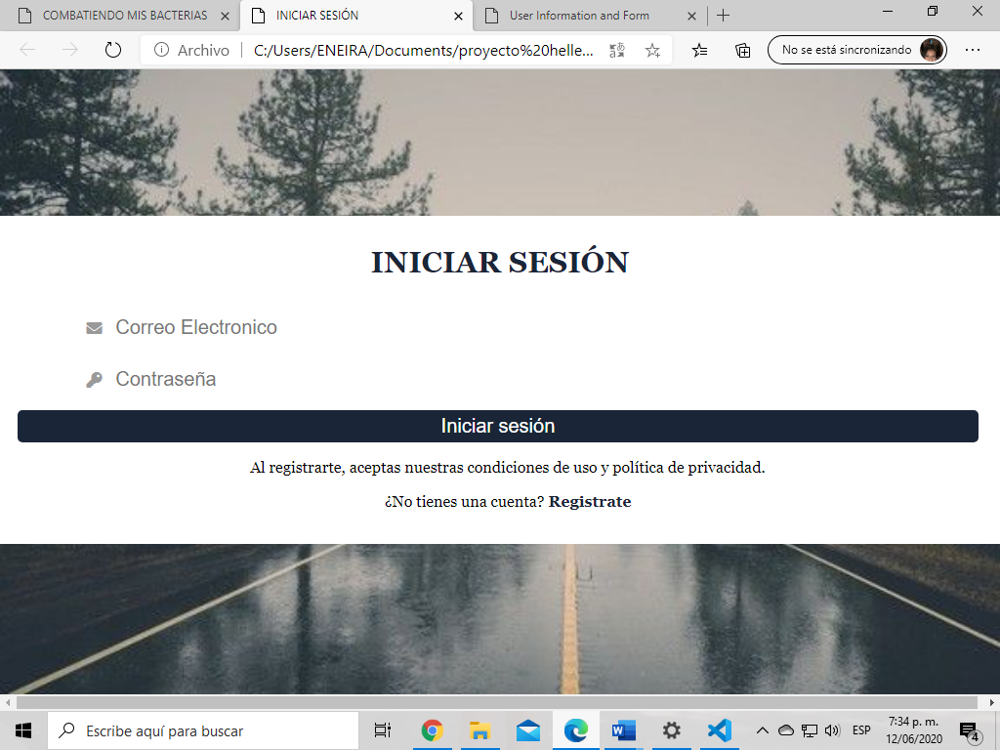 COMBATIENDO MIS BACTERIAS
INICIAR SESIÓN
User Information and Form
Archivo
C:/Users/ENEIRA/Documents/proyecto%20helle...
No se está sincronizando
INICIAR SESIÓN
Correo Electronico
Contraseña
Iniciar sesión
Al registrarte, aceptas nuestras condiciones de uso y política de privacidad.
¿No tienes una cuenta? Registrate
Escribe aquí para buscar
ESP
7:34 p. m.
12/06/2020
4